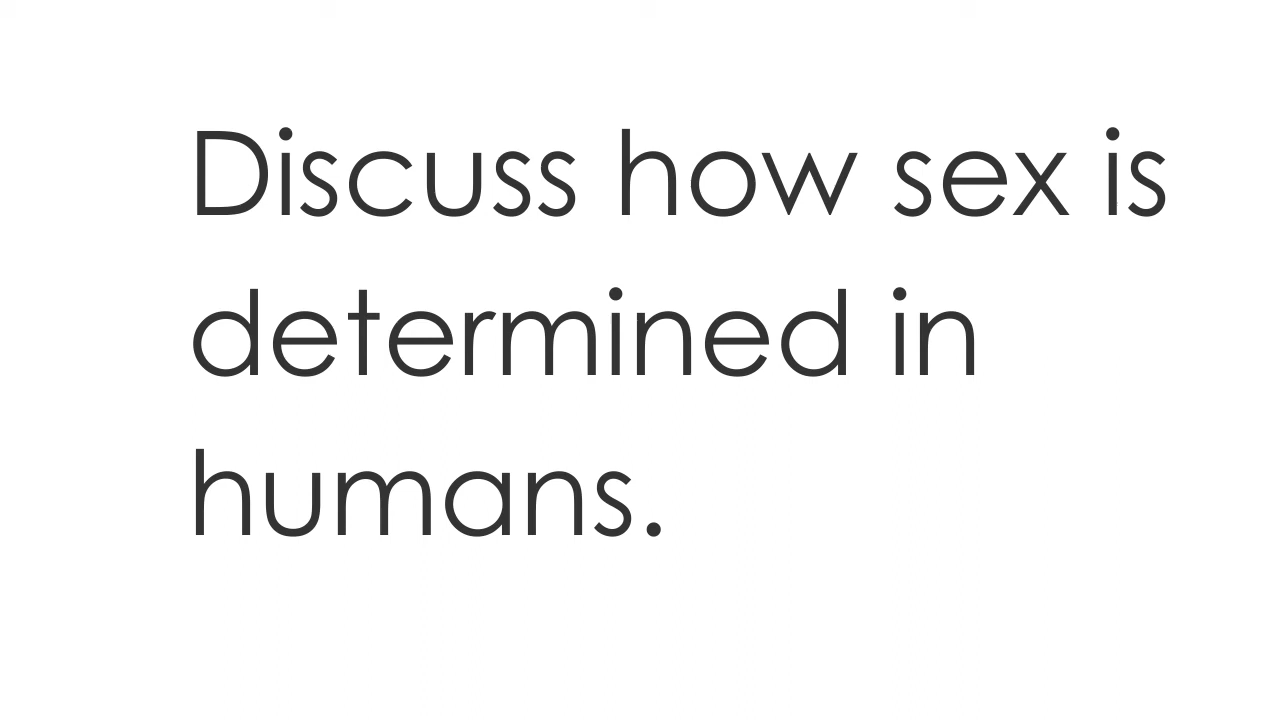 Discuss how sex is
determined in
humans.